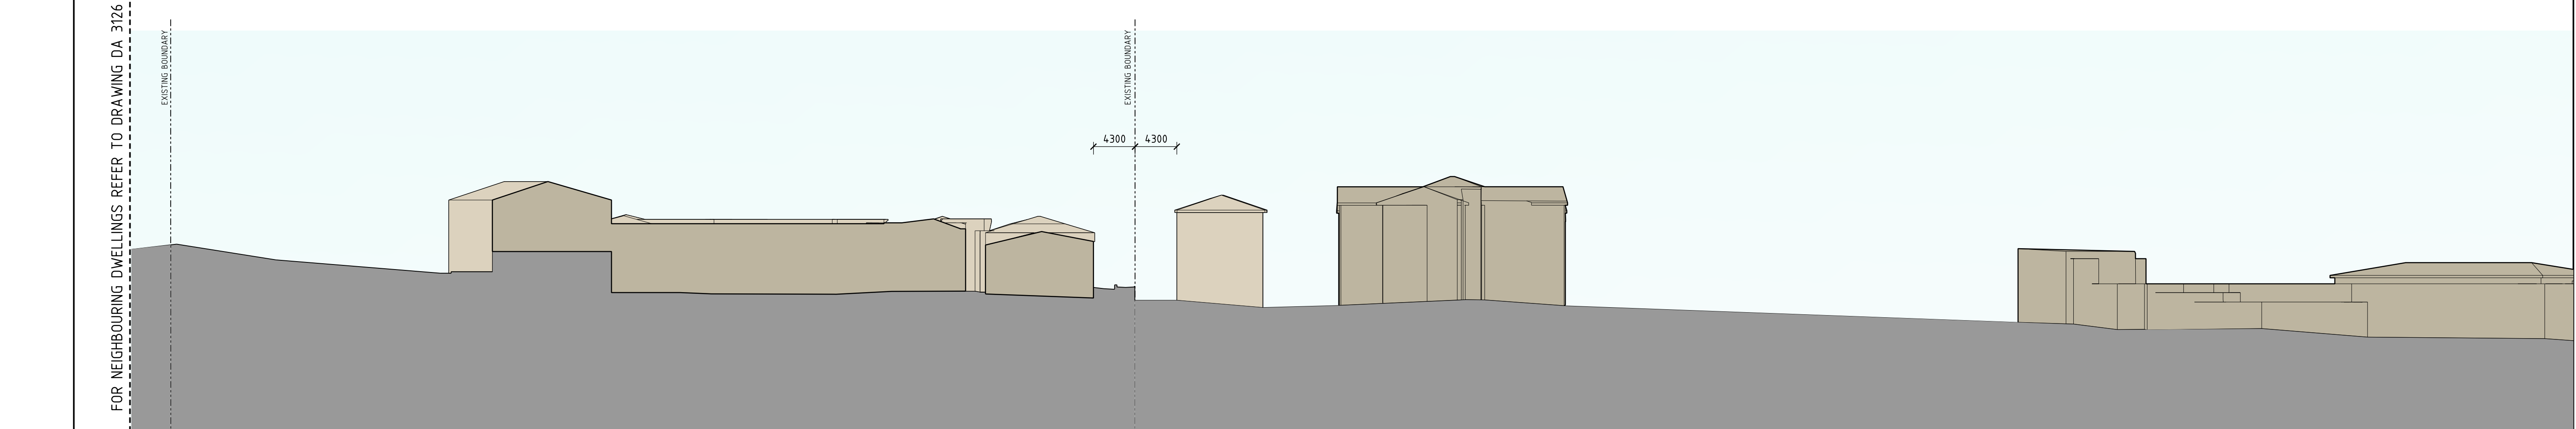 FOR NEIGHBOURING DWELLINGS REFER TO DRAWING DA 3126
EXISTING BOUNDARY
EXISTING BOUNDARY
4300
4300